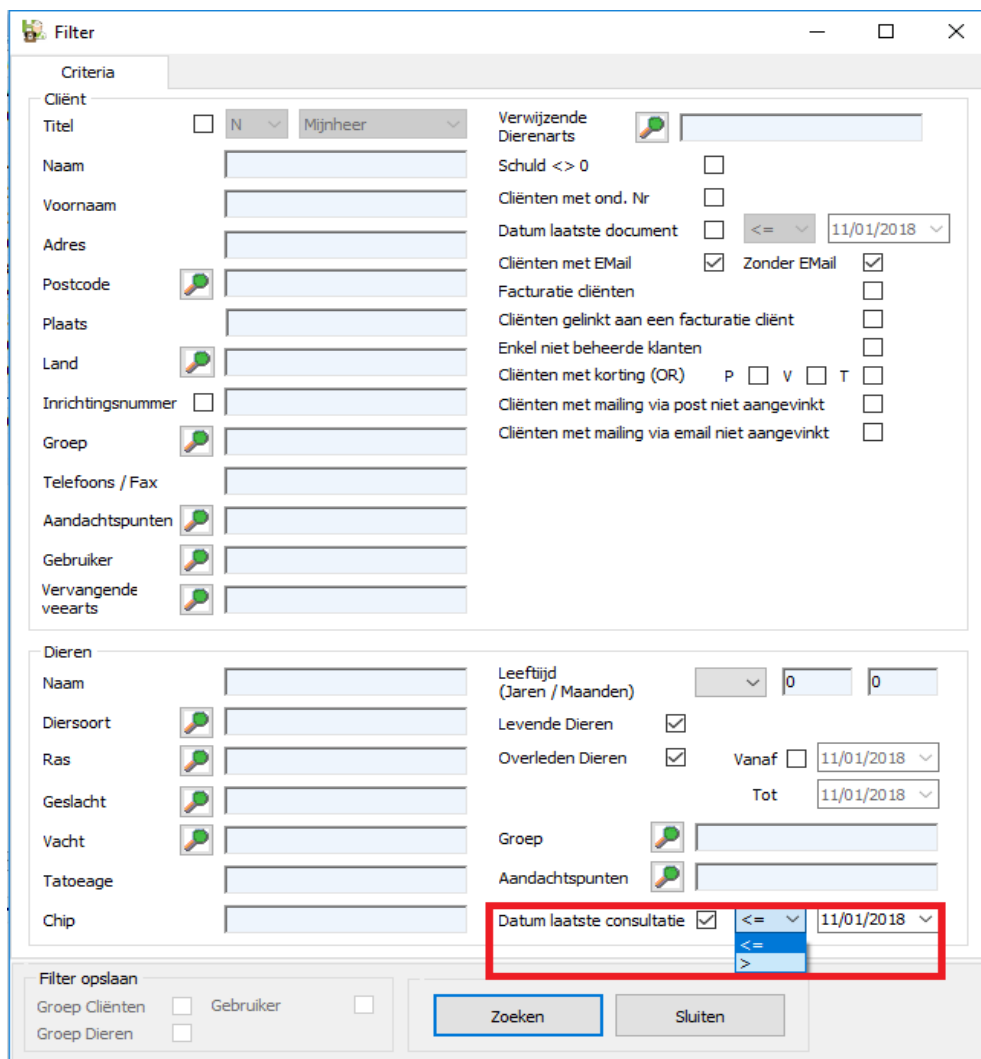 Filter
Criteria
Cliënt
Titel N Mijnheer
Naam
Voornaam
Adres
Postcode
Plaats
Land
Inrichtingsnummer
Groep
Telefoons / Fax
Aandachtspunten
Gebruiker
Vervangende
veearts
Verwijzende
Dierenarts
Schuld <> 0
Cliënten met ond. Nr
Datum laatste document <= 11/01/2018
Cliënten met EMail Zonder EMail
Facturatie cliënten
Cliënten gelinkt aan een facturatie cliënt
Enkel niet beheerde klanten
Cliënten met korting (OR) P V T
Cliënten met mailing via post niet aangevinkt
Cliënten met mailing via email niet aangevinkt
Dieren
Naam
Diersoort
Ras
Geslacht
Vacht
Tatoeage
Chip
Leeftijd
(Jaren / Maanden) 0 0
Levende Dieren
Overleden Dieren Vanaf 11/01/2018
Tot 11/01/2018
Groep
Aandachtspunten
Datum laatste consultatie <= 11/01/2018
<=
>
Filter opslaan
Groep Cliënten Gebruiker
Groep Dieren
Zoeken Sluiten